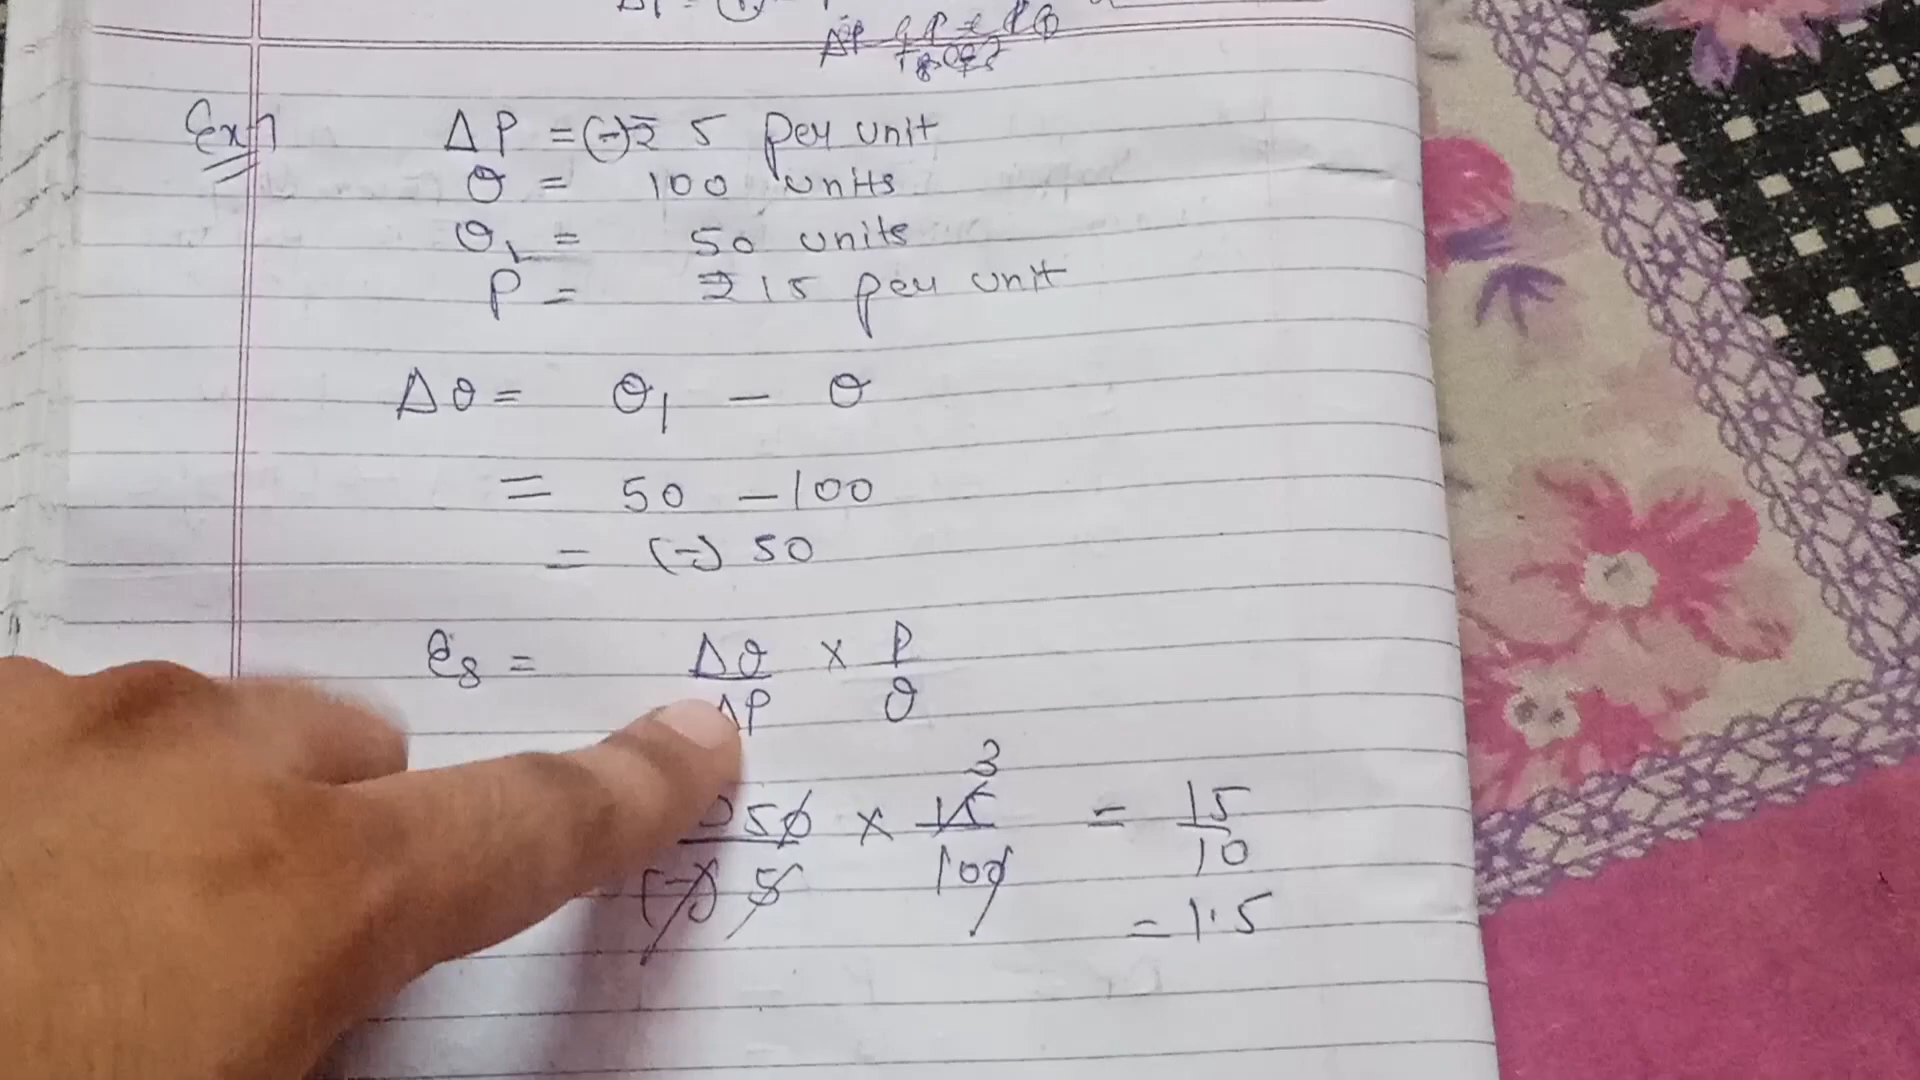 Ex 1 ΔP = (-) ₹ 5 per unit
Q = 100 units
Q1 = 50 units
P = ₹ 15 per unit
ΔQ = Q1 - Q
= 50 - 100
= (-) 50
es = ΔQ/ΔP × P/Q
50/(-) 5 × 15/100 = 15/10
3
= 1.5